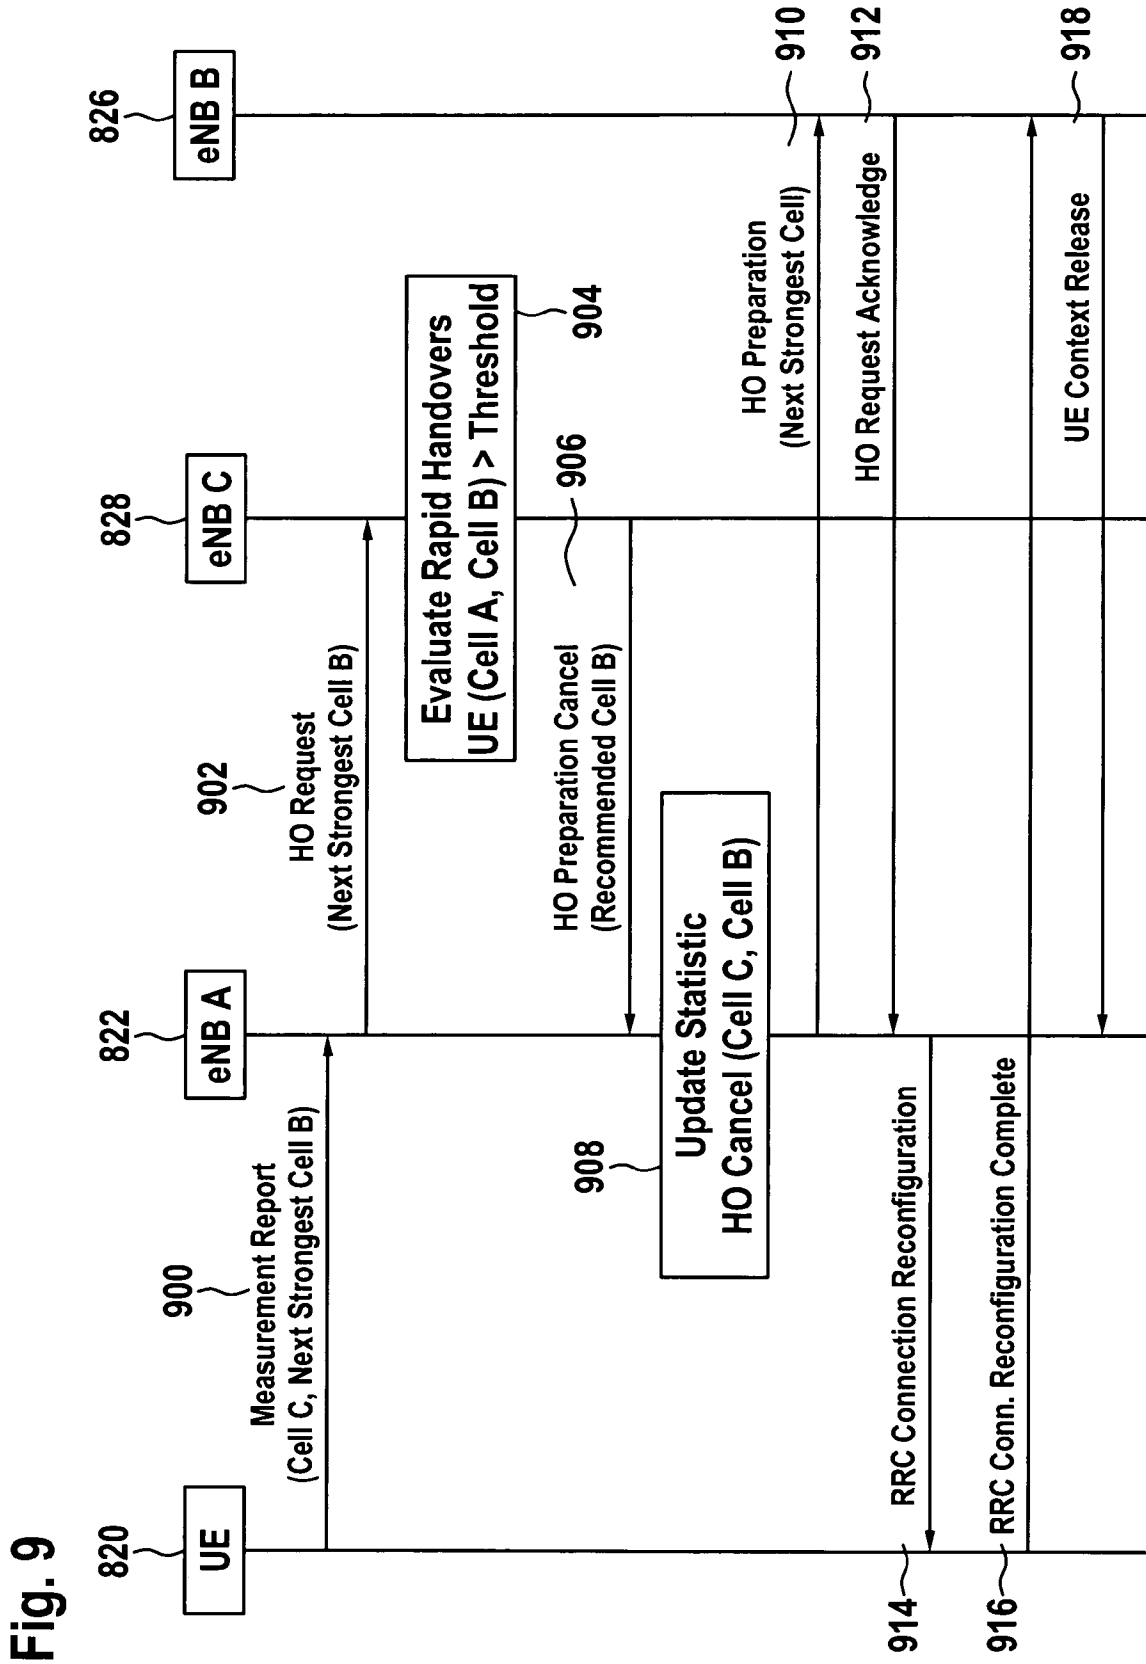 Fig. 9
820
UE
822
eNB A
828
eNB C
826
eNB B
900
Measurement Report
(Cell C, Next Strongest Cell B)
902
HO Request
(Next Strongest Cell B)
Evaluate Rapid Handovers
UE (Cell A, Cell B) > Threshold
904
HO Preparation Cancel
(Recommended Cell B)
906
908
Update Statistic
HO Cancel (Cell C, Cell B)
HO Preparation
(Next Strongest Cell)
910
HO Request Acknowledge
912
914
RRC Connection Reconfiguration
916
RRC Conn. Reconfiguration Complete
UE Context Release
918